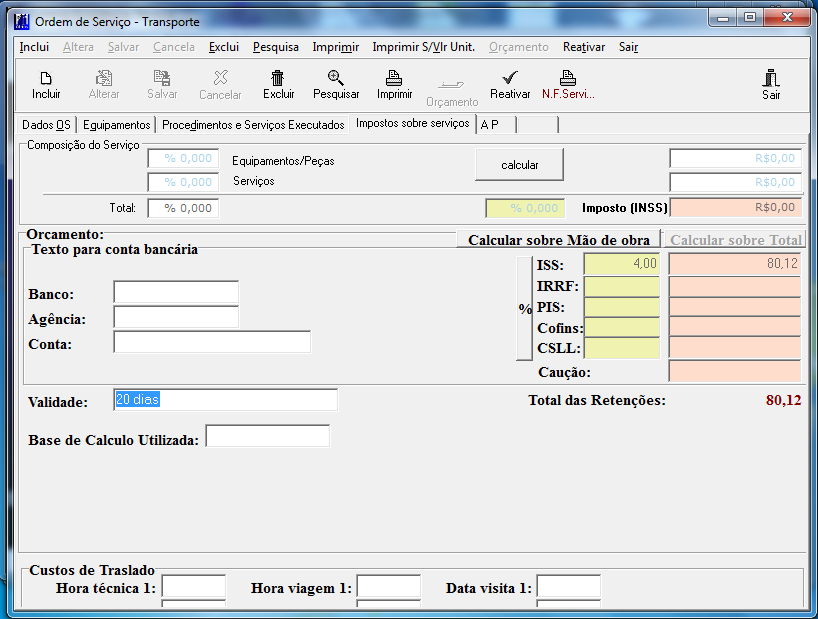 Ordem de Serviço - Transporte
Inclui Altera Salvar Cancela Exclui Pesquisa Imprimir Imprimir S/Vlr Unit. Orçamento Reativar Sair
Incluir Alterar Salvar Cancelar Excluir Pesquisar Imprimir Orçamento Reativar N.F.Servi... Sair
Dados OS Equipamentos Procedimentos e Serviços Executados Impostos sobre serviços A P
Composição do Serviço
% 0,000 Equipamentos/Peças calcular R$0,00
% 0,000 Serviços R$0,00
Total: % 0,000 % 0,000 Imposto (INSS) R$0,00
Orçamento: Calcular sobre Mão de obra Calcular sobre Total
Texto para conta bancária
ISS: 4,00 80,12
Banco: IRRF:
% PIS:
Agência: Cofins:
Conta: CSLL:
Caução:
Validade: 20 dias Total das Retenções: 80,12
Base de Calculo Utilizada:
Custos de Traslado
Hora técnica 1: Hora viagem 1: Data visita 1: